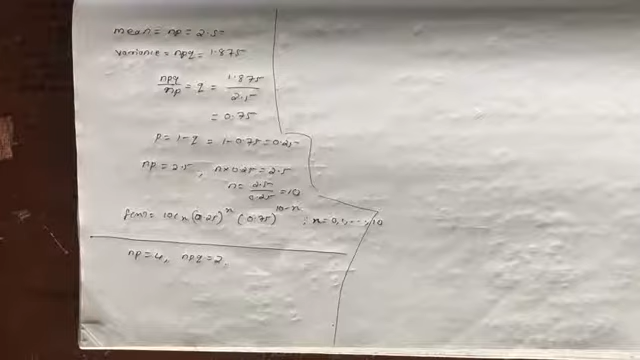 mean = np = 2.5
variance = npq = 1.875
npq/np = q = 1.875/2.5
= 0.75
P = 1-q = 1-0.75 = 0.25
np = 2.5, n×0.25 = 2.5
n = 2.5/0.25 = 10
10Cx (0.25)^x (0.75)^10-x ; x = 0, 1, ..., 10
np = 4, npq = 2,